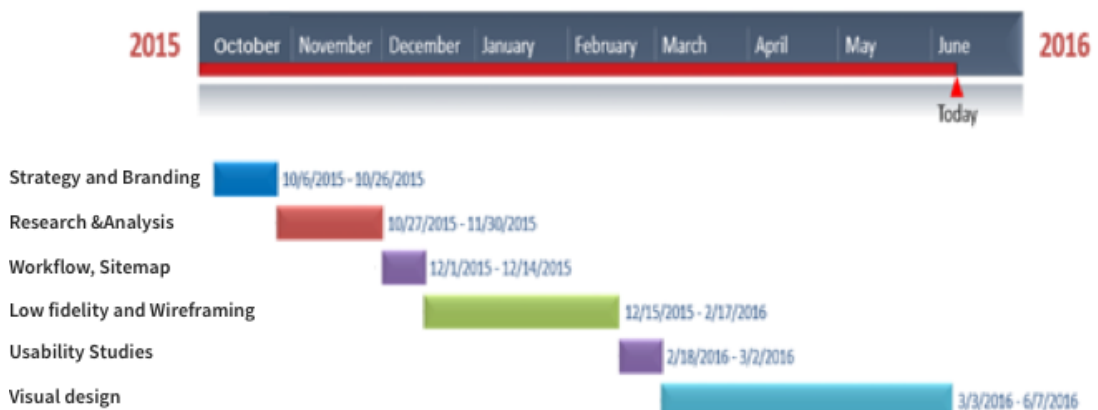 2015 October November December January February March April May June 2016
Today
Strategy and Branding 10/6/2015 - 10/26/2015
Research &Analysis 10/27/2015 - 11/30/2015
Workflow, Sitemap 12/1/2015 - 12/14/2015
Low fidelity and Wireframing 12/15/2015 - 2/17/2016
Usability Studies 2/18/2016 - 3/2/2016
Visual design 3/3/2016 - 6/7/2016